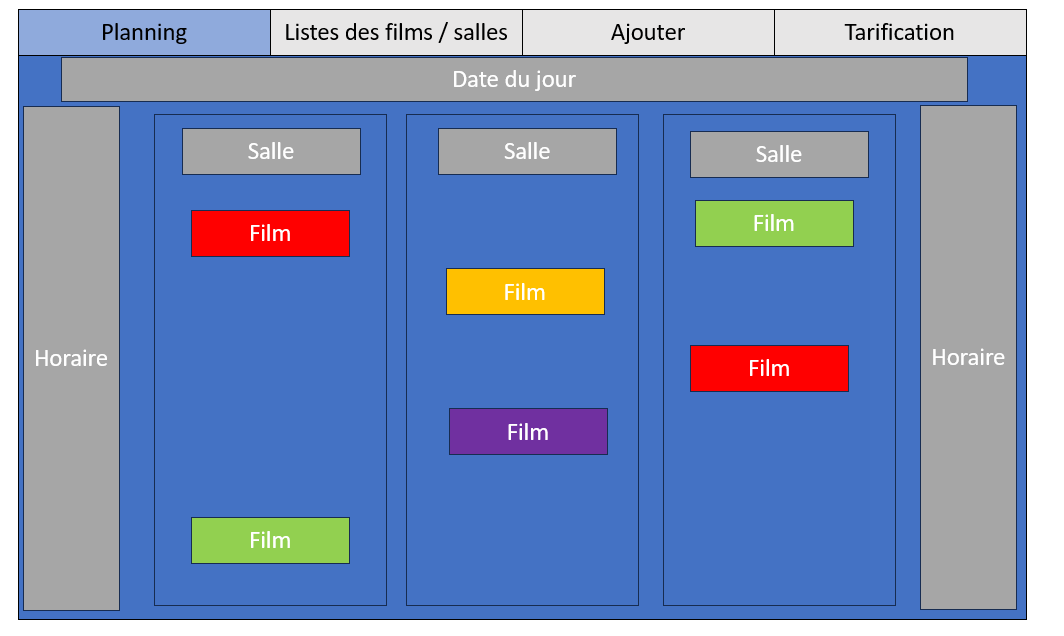 Planning
Listes des films / salles
Ajouter
Tarification
Date du jour
Horaire
Salle
Film
Film
Salle
Film
Film
Salle
Film
Film
Horaire